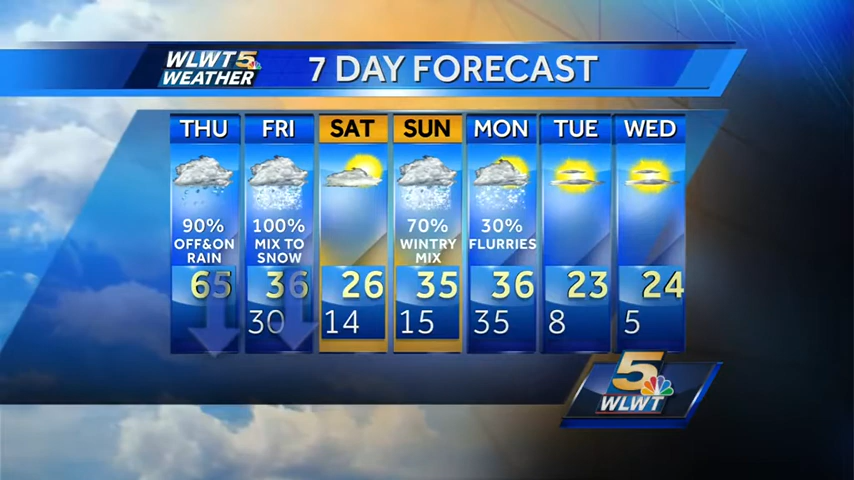 WLWT 5
WEATHER
7 DAY FORECAST
THU FRI SAT SUN MON TUE WED
90% 100% 70% 30%
OFF&ON MIX TO WINTRY FLURRIES
RAIN SNOW MIX
65 36 26 35 36 23 24
30 14 15 35 8 5
5
WLWT